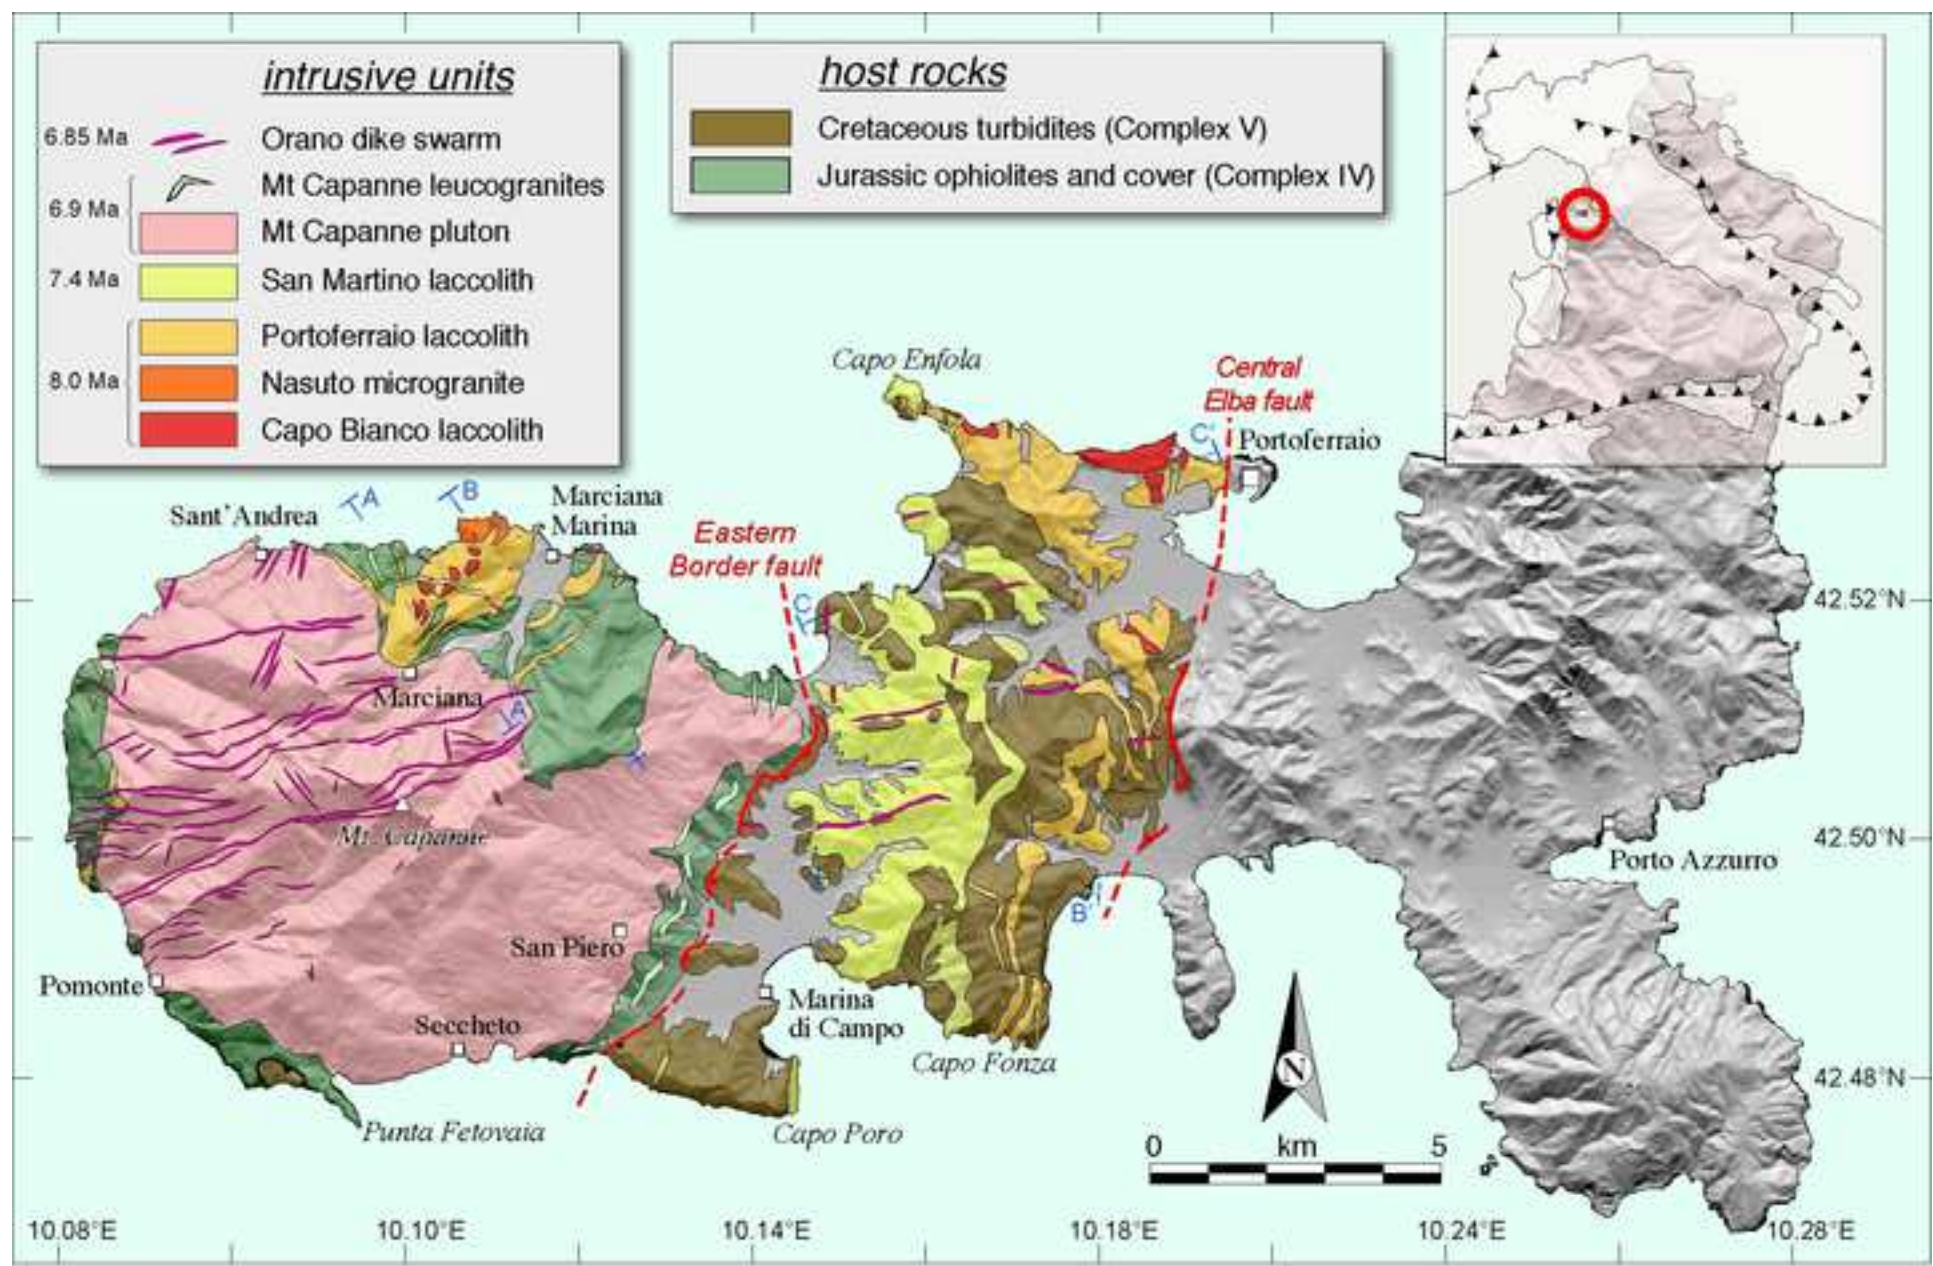 intrusive units
6.85 Ma
Orano dike swarm
Mt Capanne leucogranites
6.9 Ma
Mt Capanne pluton
7.4 Ma
San Martino laccolith
Portoferraio laccolith
8.0 Ma
Nasuto microgranite
Capo Bianco laccolith
host rocks
Cretaceous turbidites (Complex V)
Jurassic ophiolites and cover (Complex IV)
Capo Enfola
Central
Elba fault
C'
Portoferraio
A
B
Marciana
Marina
Sant'Andrea
Eastern
Border fault
C
42.52°N
Marciana
A'
Mt. Capanne
42.50°N
Porto Azzurro
B'
San Piero
Pomonte
Marina
di Campo
Seccheto
Capo Fonza
N
42.48°N
Punta Fetovaia
Capo Poro
0 km 5
10.08°E 10.10°E 10.14°E 10.18°E 10.24°E 10.28°E